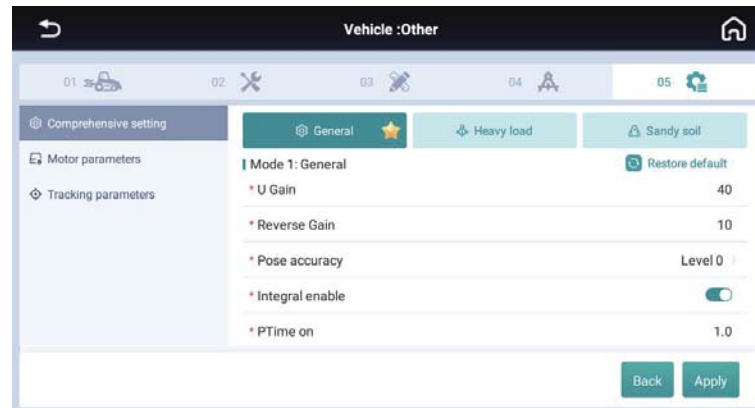 Vehicle :Other
01
02
03
04
05
Comprehensive setting
Motor parameters
Tracking parameters
General
Heavy load
Sandy soil
Mode 1: General
Restore default
* U Gain 40
* Reverse Gain 10
* Pose accuracy Level 0
* Integral enable
* PTime on 1.0
Back
Apply